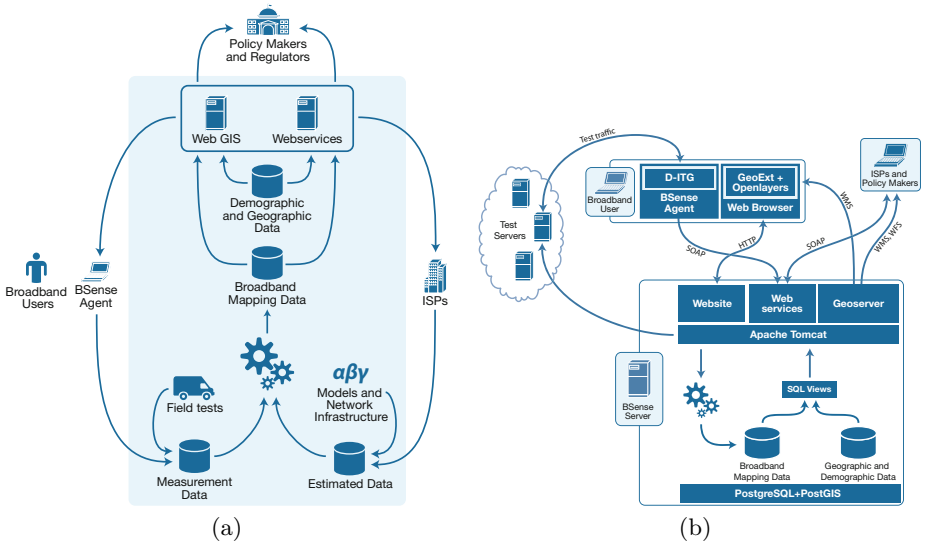 Policy Makers
and Regulators
Web GIS
Webservices
Demographic
and Geographic
Data
Broadband
Users
BSense
Agent
Broadband
Mapping Data
ISPs
αβγ
Models and
Network
Infrastructure
Field tests
Measurement
Data
Estimated Data
(a)
Test traffic
D-ITG
BSense
Agent
GeoExt +
Openlayers
Web Browser
Broadband
User
ISPs and
Policy Makers
Test
Servers
WMS
SOAP
HTTP
SOAP
WMS, WFS
Website
Web
services
Geoserver
Apache Tomcat
BSense
Server
SQL Views
Broadband
Mapping Data
Geographic and
Demographic Data
PostgreSQL+PostGIS
(b)